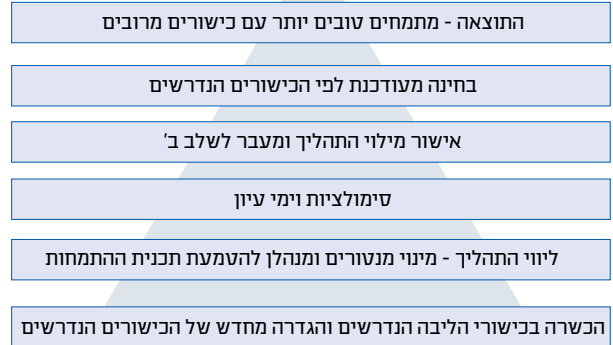 התוצאה - מתמחים טובים יותר עם כישורים מרובים
בחינה מעודכנת לפי הכישורים הנדרשים
אישור מילוי התהליך ומעבר לשלב ב'
סימולציות וימי עיון
ליווי התהליך - מינוי מנטורים ומנהלן להטמעת תכנית ההתמחות
הכשרה בכישורי הליבה הנדרשים והגדרה מחדש של הכישורים הנדרשים